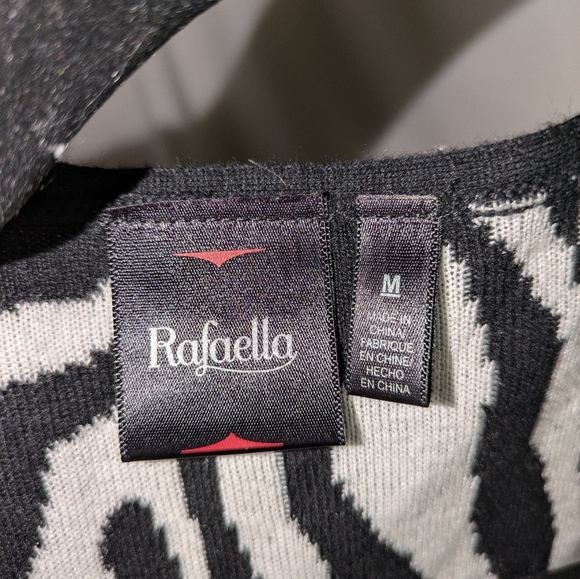 Rafaella
M
MADE IN
CHINA/
FABRIQUE
EN CHINE/
HECHO
EN CHINA